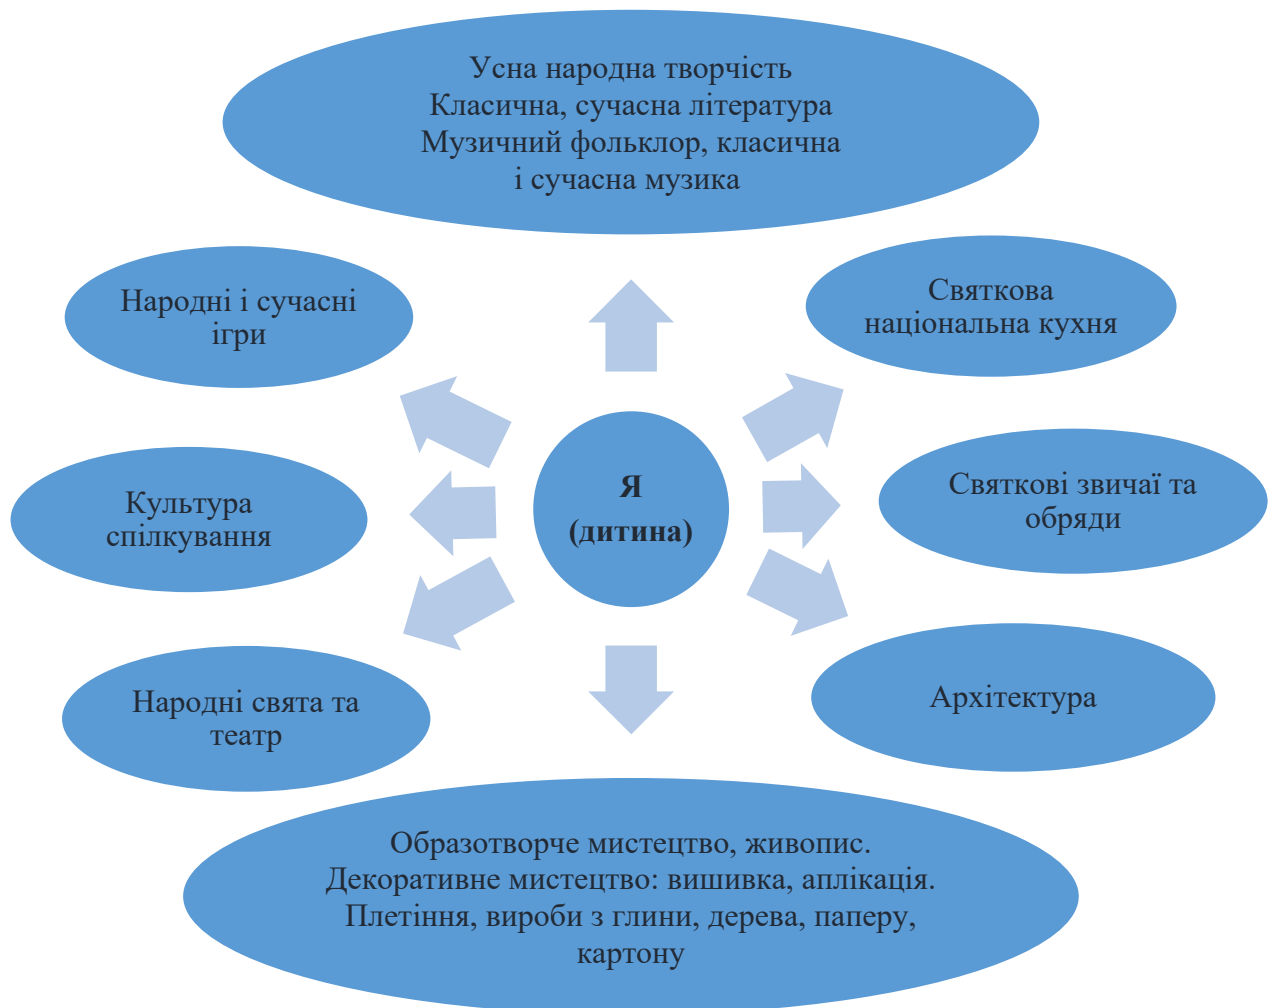 Усна народна творчість
Класична, сучасна література
Музичний фольклор, класична
і сучасна музика
Народні і сучасні
ігри
Святкова
національна кухня
Культура
спілкування
Я
(дитина)
Святкові звичаї та
обряди
Народні свята та
театр
Архітектура
Образотворче мистецтво, живопис.
Декоративне мистецтво: вишивка, аплікація.
Плетіння, вироби з глини, дерева, паперу,
картону